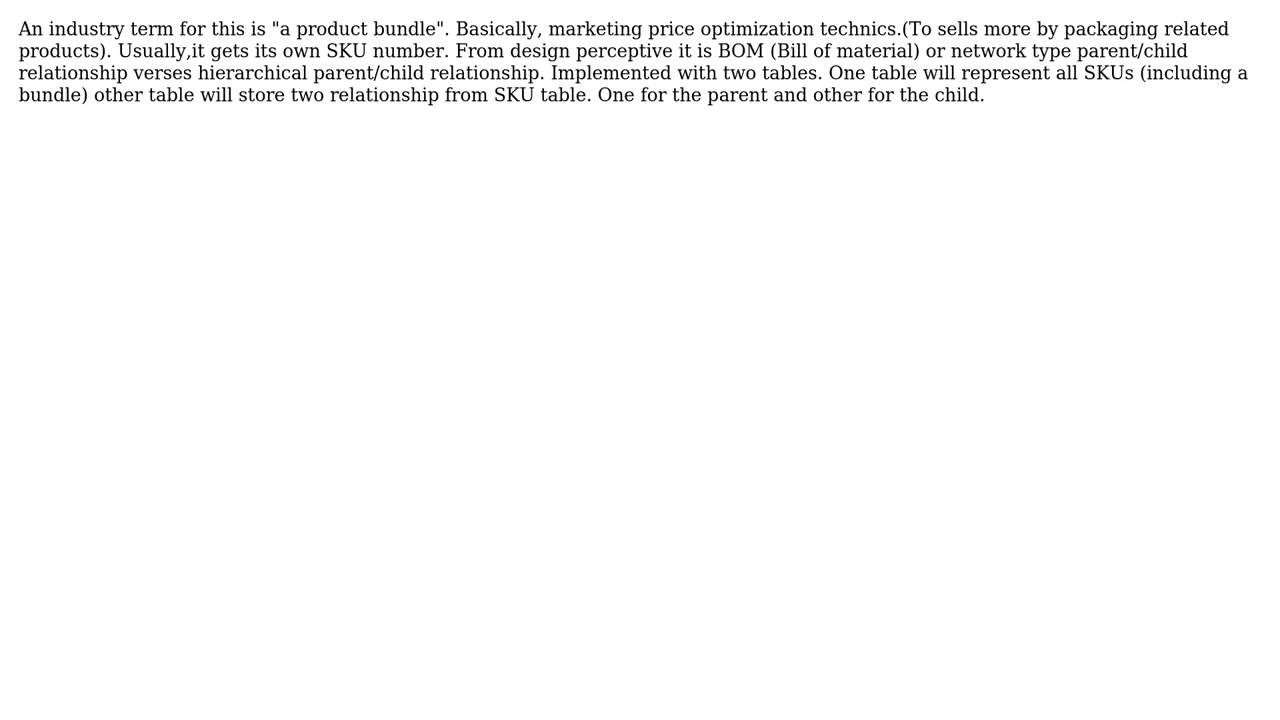 An industry term for this is "a product bundle". Basically, marketing price optimization technics.(To sells more by packaging related
products). Usually,it gets its own SKU number. From design perceptive it is BOM (Bill of material) or network type parent/child
relationship verses hierarchical parent/child relationship. Implemented with two tables. One table will represent all SKUs (including a
bundle) other table will store two relationship from SKU table. One for the parent and other for the child.